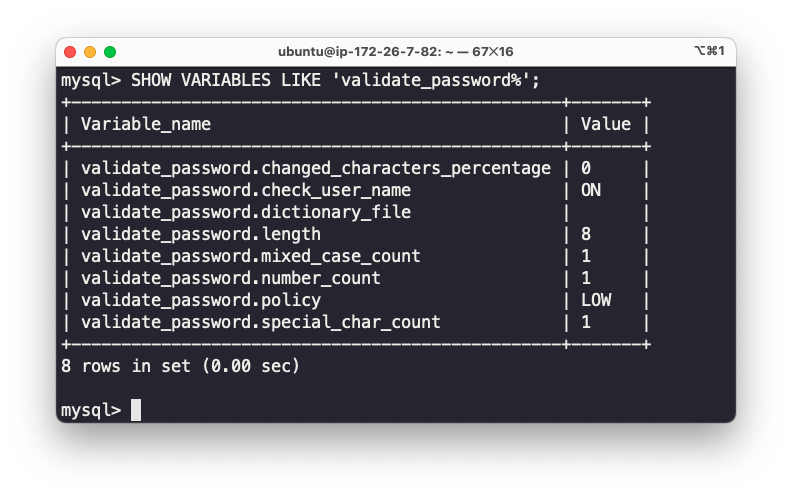 ubuntu@ip-172-26-7-82: ~ — 67×16 ⌥⌘1
mysql> SHOW VARIABLES LIKE 'validate_password%';
+-------------------------------------------------+-------+
| Variable_name                                   | Value |
+-------------------------------------------------+-------+
| validate_password.changed_characters_percentage | 0     |
| validate_password.check_user_name               | ON    |
| validate_password.dictionary_file               |       |
| validate_password.length                        | 8     |
| validate_password.mixed_case_count              | 1     |
| validate_password.number_count                  | 1     |
| validate_password.policy                        | LOW   |
| validate_password.special_char_count            | 1     |
+-------------------------------------------------+-------+
8 rows in set (0.00 sec)
mysql>